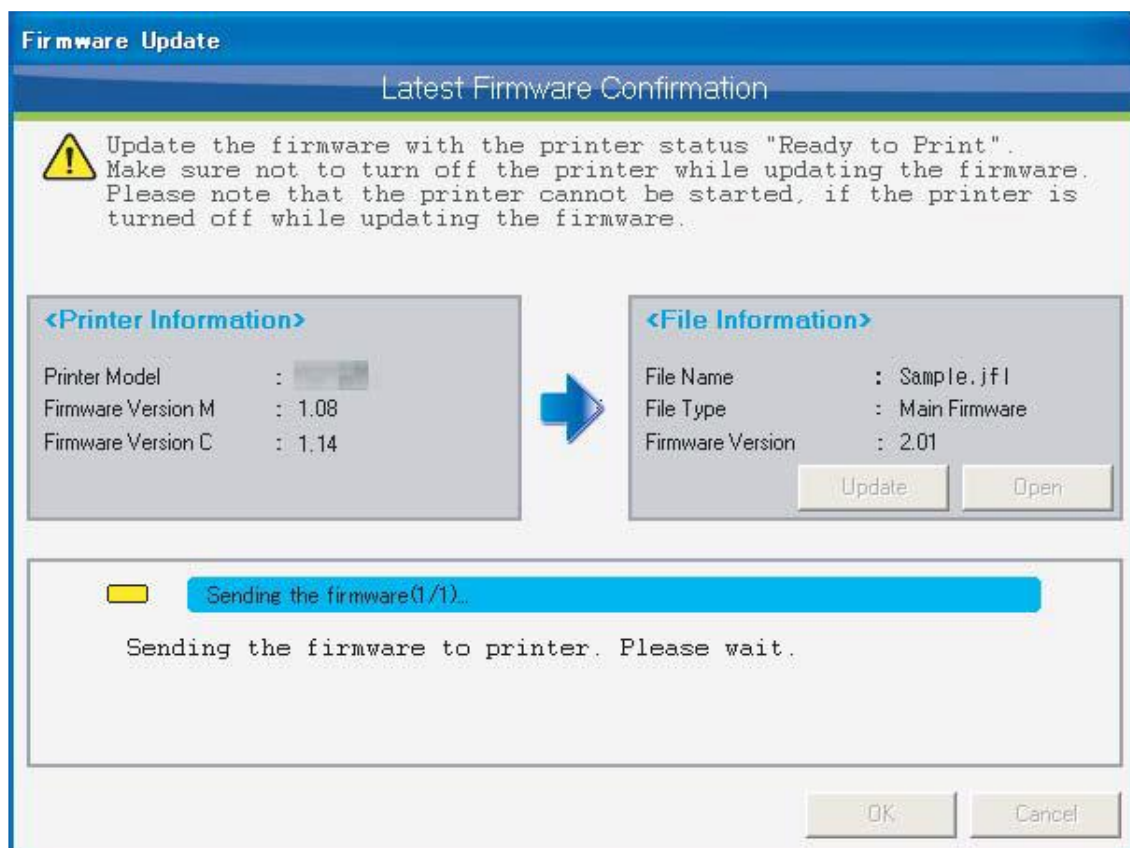 Firmware Update
Latest Firmware Confirmation
Update the firmware with the printer status "Ready to Print".
Make sure not to turn off the printer while updating the firmware.
Please note that the printer cannot be started, if the printer is
turned off while updating the firmware.
<Printer Information>
Printer Model :
Firmware Version M : 1.08
Firmware Version C : 1.14
<File Information>
File Name : Sample.jfl
File Type : Main Firmware
Firmware Version : 2.01
Update Open
Sending the firmware(1/1)...
Sending the firmware to printer. Please wait.
OK Cancel